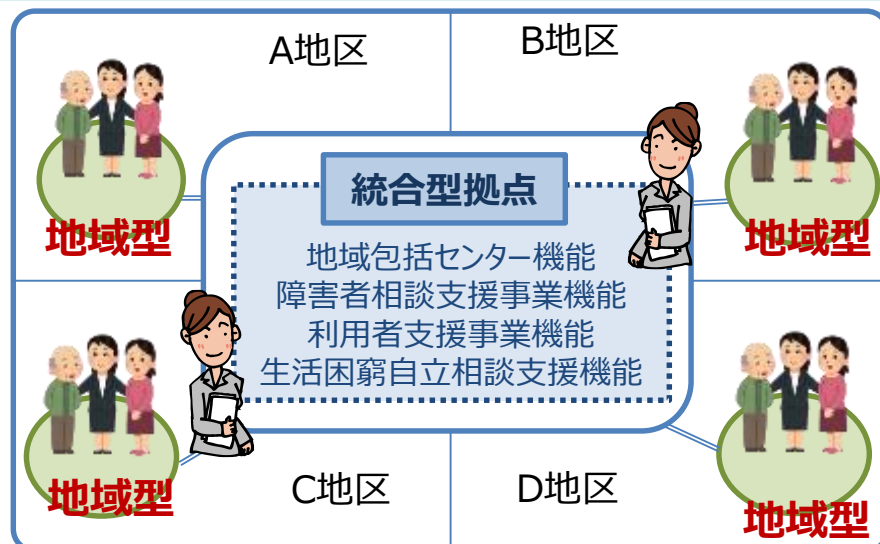 A地区
B地区
統合型拠点
地域型
地域型
地域包括センター機能
障害者相談支援事業機能
利用者支援事業機能
生活困窮自立相談支援機能
地域型
地域型
C地区
D地区